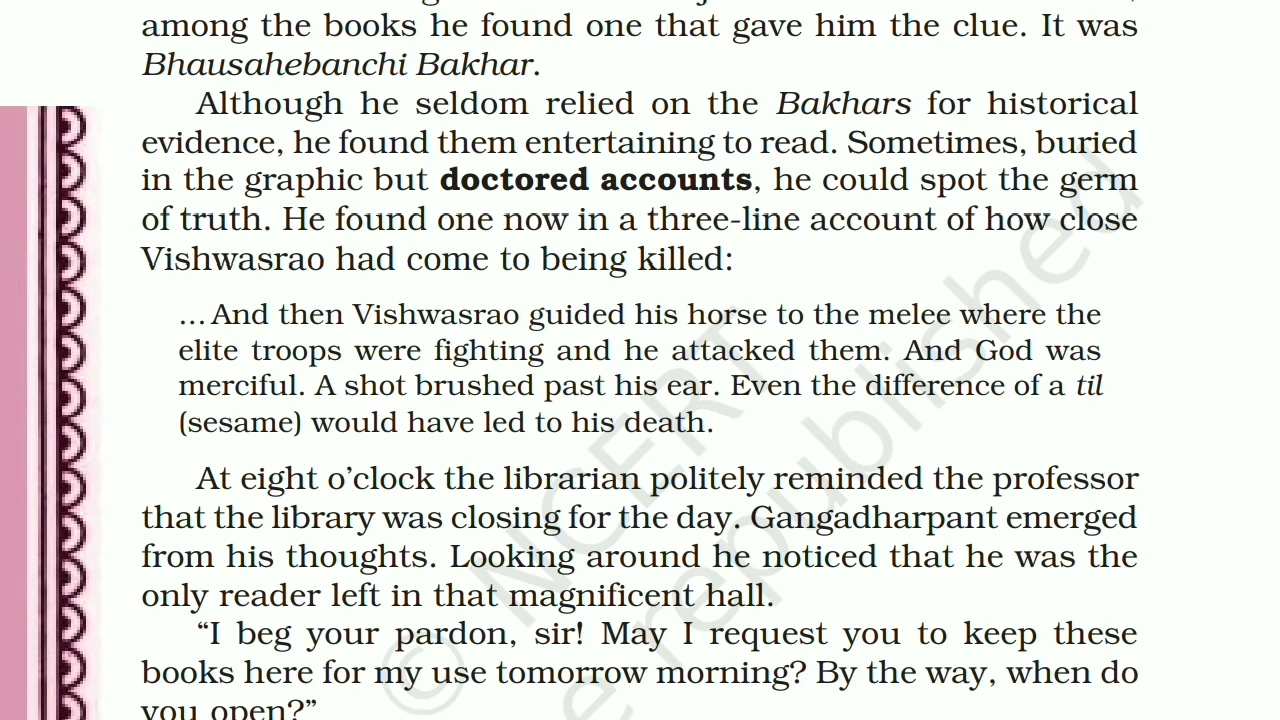 among the books he found one that gave him the clue. It was
Bhausahebanchi Bakhar.
Although he seldom relied on the Bakhars for historical
evidence, he found them entertaining to read. Sometimes, buried
in the graphic but doctored accounts, he could spot the germ
of truth. He found one now in a three-line account of how close
Vishwasrao had come to being killed:
...And then Vishwasrao guided his horse to the melee where the
elite troops were fighting and he attacked them. And God was
merciful. A shot brushed past his ear. Even the difference of a til
(sesame) would have led to his death.
At eight o’clock the librarian politely reminded the professor
that the library was closing for the day. Gangadharpant emerged
from his thoughts. Looking around he noticed that he was the
only reader left in that magnificent hall.
“I beg your pardon, sir! May I request you to keep these
books here for my use tomorrow morning? By the way, when do
you open?”
© NCERT
e republished